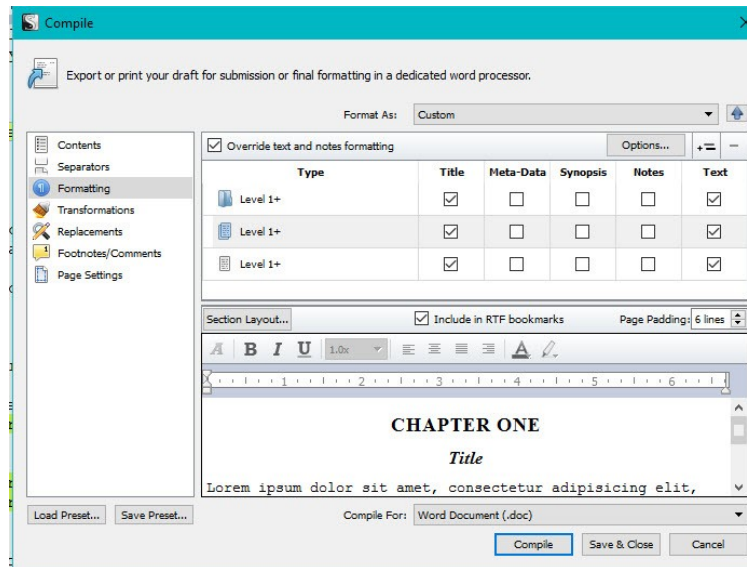 Compile
Export or print your draft for submission or final formatting in a dedicated word processor.
Format As: Custom
Contents
Separators
Formatting
Transformations
Replacements
Footnotes/Comments
Page Settings
Override text and notes formatting Options...
Type Title Meta-Data Synopsis Notes Text
Level 1+
Level 1+
Level 1+
Section Layout... Include in RTF bookmarks Page Padding: 6 lines
A B I U 1.0x A
1 2 3 4 5 6
CHAPTER ONE
Title
Lorem ipsum dolor sit amet, consectetur adipisicing elit,
Load Preset... Save Preset... Compile For: Word Document (.doc)
Compile Save & Close Cancel